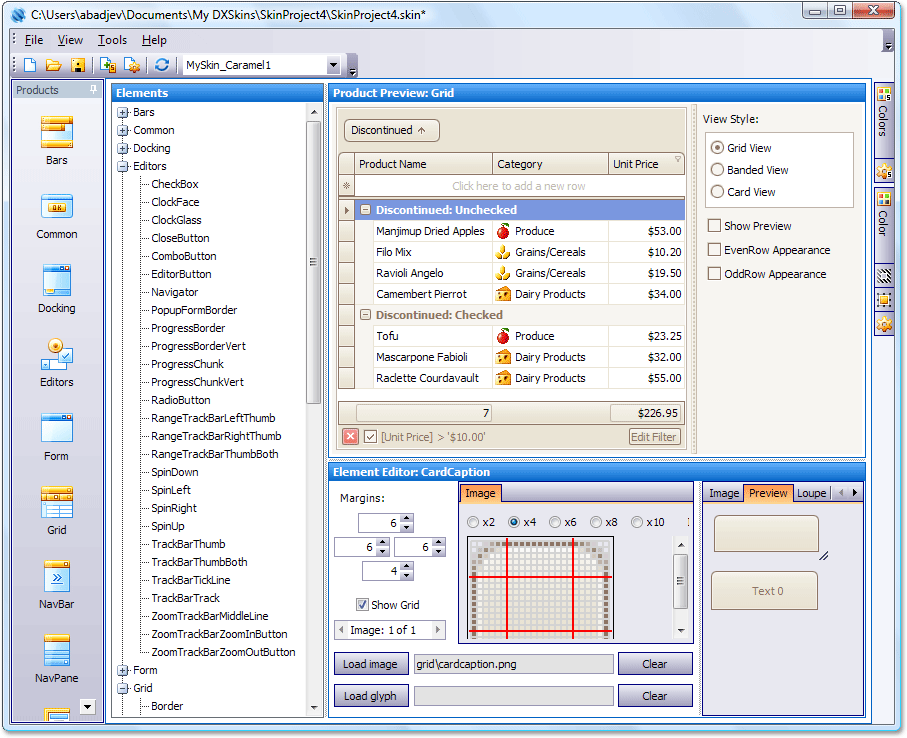 C:\Users\abadjev\Documents\My DXSkins\SkinProject4\SkinProject4.skin*
File View Tools Help
MySkin_Caramel1
Products
Bars
Common
Docking
Editors
Form
Grid
NavBar
NavPane
Elements
Bars
Common
Docking
Editors
CheckBox
ClockFace
ClockGlass
CloseButton
ComboButton
EditorButton
Navigator
PopupFormBorder
ProgressBorder
ProgressBorderVert
ProgressChunk
ProgressChunkVert
RadioButton
RangeTrackBarLeftThumb
RangeTrackBarRightThumb
RangeTrackBarThumbBoth
SpinDown
SpinLeft
SpinRight
SpinUp
TrackBarThumb
TrackBarThumbBoth
TrackBarTickLine
TrackBarTrack
ZoomTrackBarMiddleLine
ZoomTrackBarZoomInButton
ZoomTrackBarZoomOutButton
Form
Grid
Border
Product Preview: Grid
Discontinued
Product Name Category Unit Price
Click here to add a new row
Discontinued: Unchecked
Manjimup Dried Apples Produce $53.00
Filo Mix Grains/Cereals $10.20
Ravioli Angelo Grains/Cereals $19.50
Camembert Pierrot Dairy Products $34.00
Discontinued: Checked
Tofu Produce $23.25
Mascarpone Fabioli Dairy Products $32.00
Raclette Courdavault Dairy Products $55.00
7 $226.95
[Unit Price] > '$10.00' Edit Filter
View Style:
Grid View
Banded View
Card View
Show Preview
EvenRow Appearance
OddRow Appearance
Colors
Color
Element Editor: CardCaption
Margins:
6
6 6
4
Show Grid
Image: 1 of 1
Image
x2 x4 x6 x8 x10
Load image grid\cardcaption.png Clear
Load glyph Clear
Image Preview Loupe
Text 0